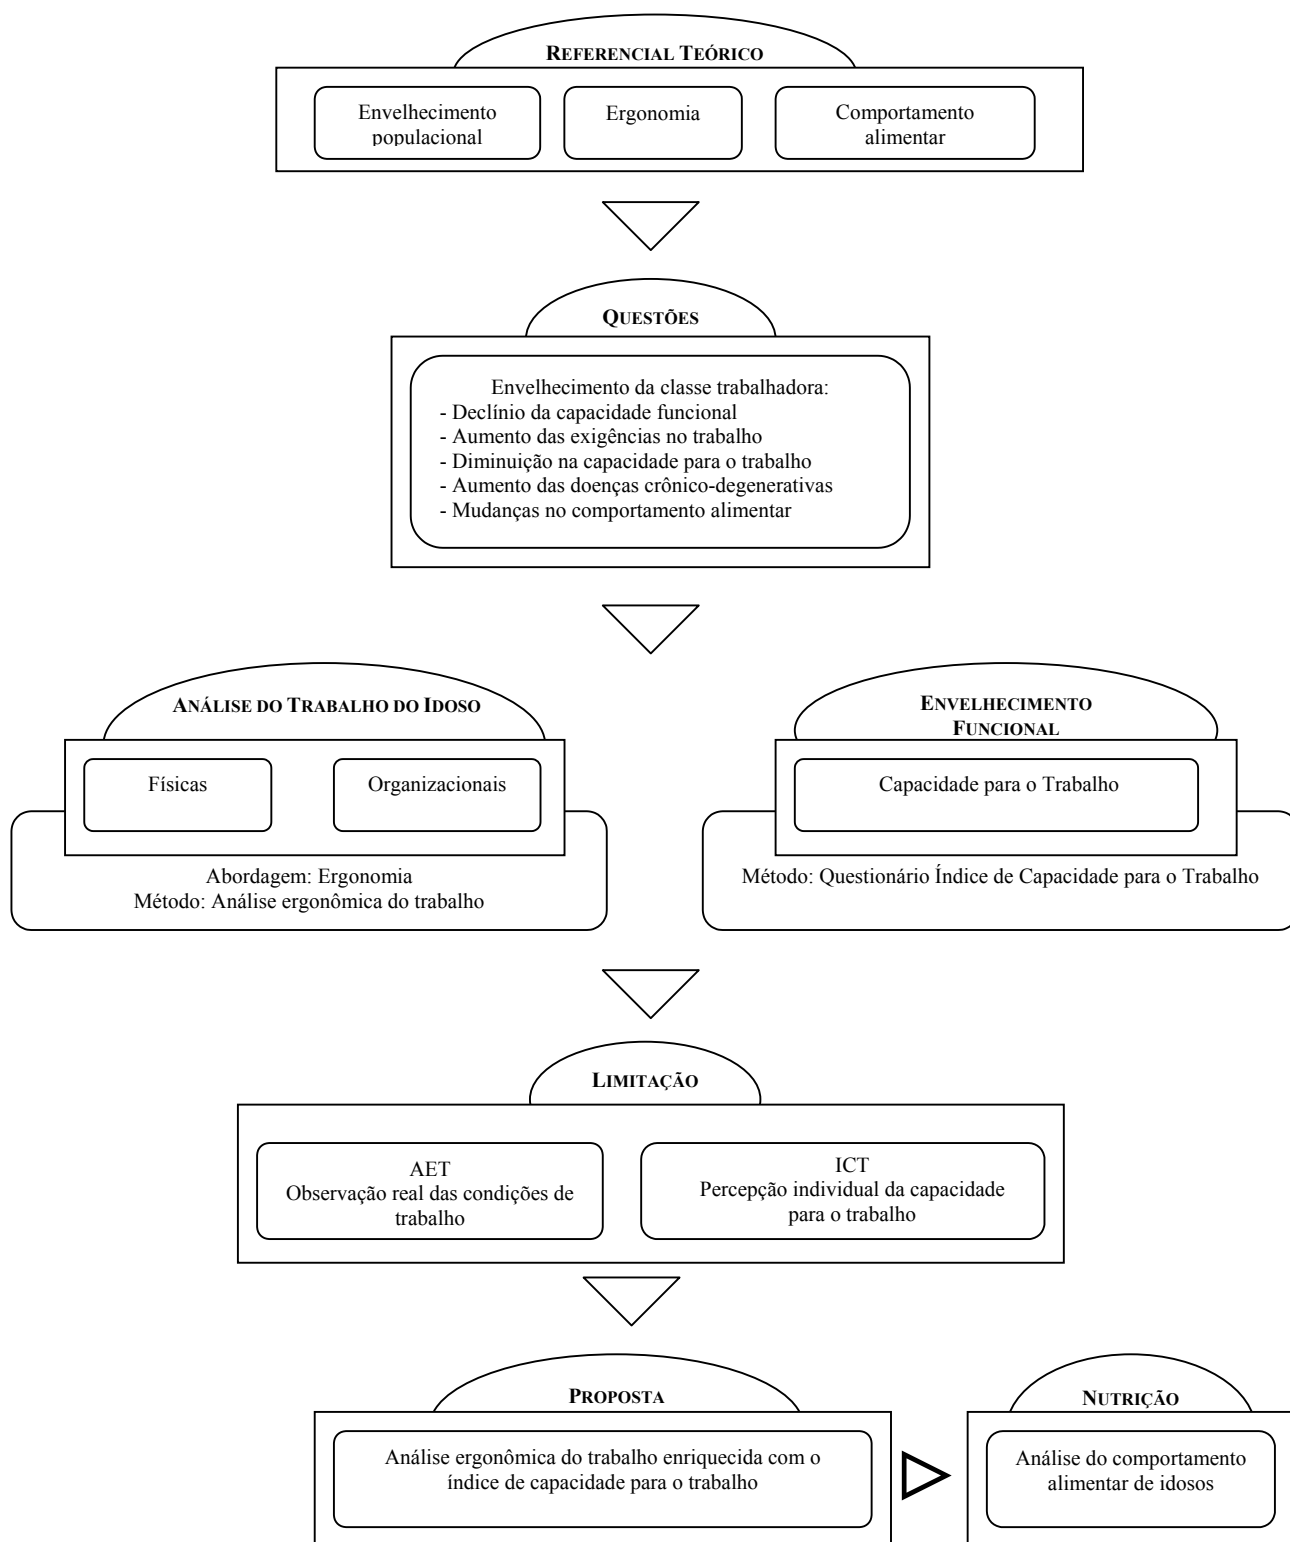 REFERENCIAL TEÓRICO
Envelhecimento
populacional
Ergonomia
Comportamento
alimentar
QUESTÕES
Envelhecimento da classe trabalhadora:
- Declínio da capacidade funcional
- Aumento das exigências no trabalho
- Diminuição na capacidade para o trabalho
- Aumento das doenças crônico-degenerativas
- Mudanças no comportamento alimentar
ANÁLISE DO TRABALHO DO IDOSO
Físicas
Organizacionais
Abordagem: Ergonomia
Método: Análise ergonômica do trabalho
ENVELHECIMENTO
FUNCIONAL
Capacidade para o Trabalho
Método: Questionário Índice de Capacidade para o Trabalho
LIMITAÇÃO
AET
Observação real das condições de
trabalho
ICT
Percepção individual da capacidade
para o trabalho
PROPOSTA
Análise ergonômica do trabalho enriquecida com o
índice de capacidade para o trabalho
NUTRIÇÃO
Análise do comportamento
alimentar de idosos